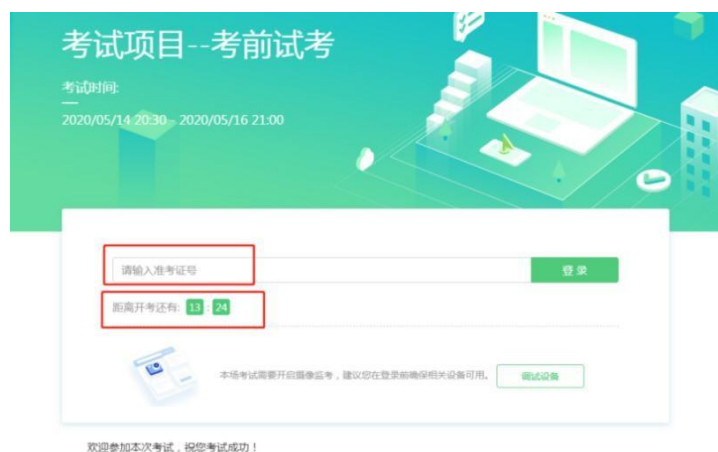 考试项目--考前试考
考试时间:
2020/05/14 20:30 - 2020/05/16 21:00
请输入准考证号
登 录
距离开考还有: 13 : 24
本场考试需要开启摄像监考，建议您在登录前确保相关设备可用。
调试设备
欢迎参加本次考试，祝您考试成功！